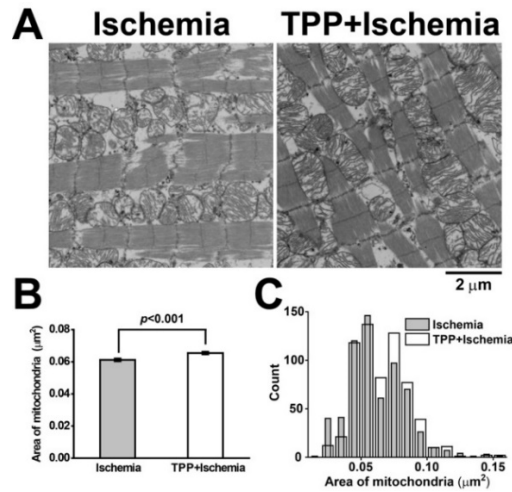 A
Ischemia
TPP+Ischemia
2 μm
B
p<0.001
Area of mitochondria (μm²)
0.08
0.06
0.04
0.02
0.00
Ischemia
TPP+Ischemia
C
Ischemia
TPP+Ischemia
Count
150
100
50
0
0.05
0.10
0.15
Area of mitochondria (μm²)